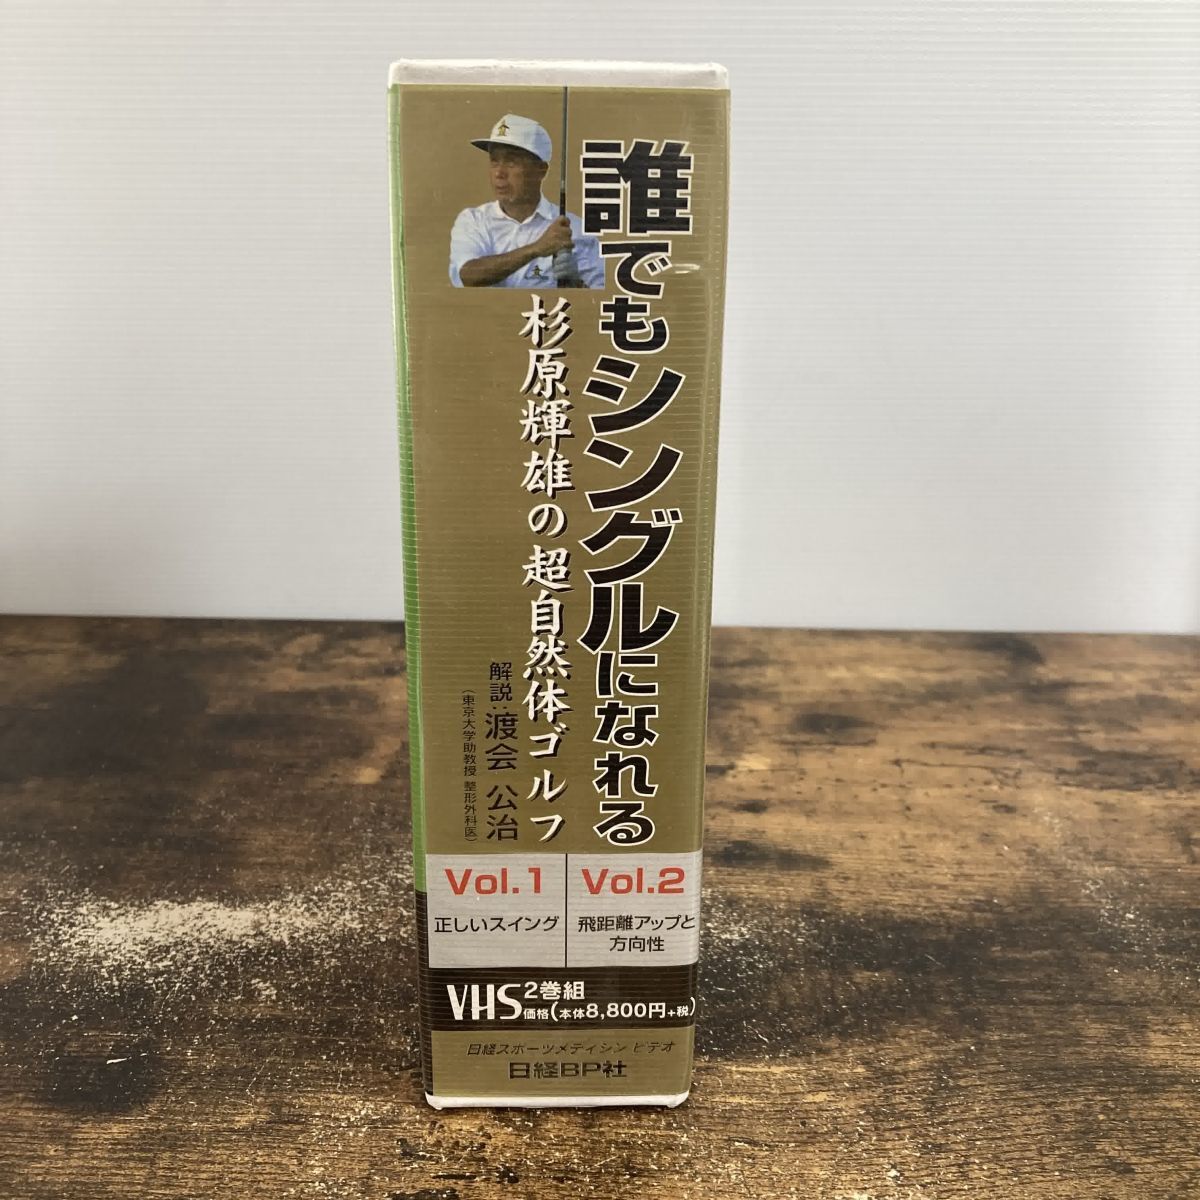 誰でもシングルになれる
杉原輝雄の超自然体ゴルフ
解説:渡会 公治
(東京大学助教授 整形外科医)
Vol.1
正しいスイング
Vol.2
飛距離アップと
方向性
VHS 2巻組
価格(本体8,800円+税)
日経スポーツメディシン ビデオ
日経BP社